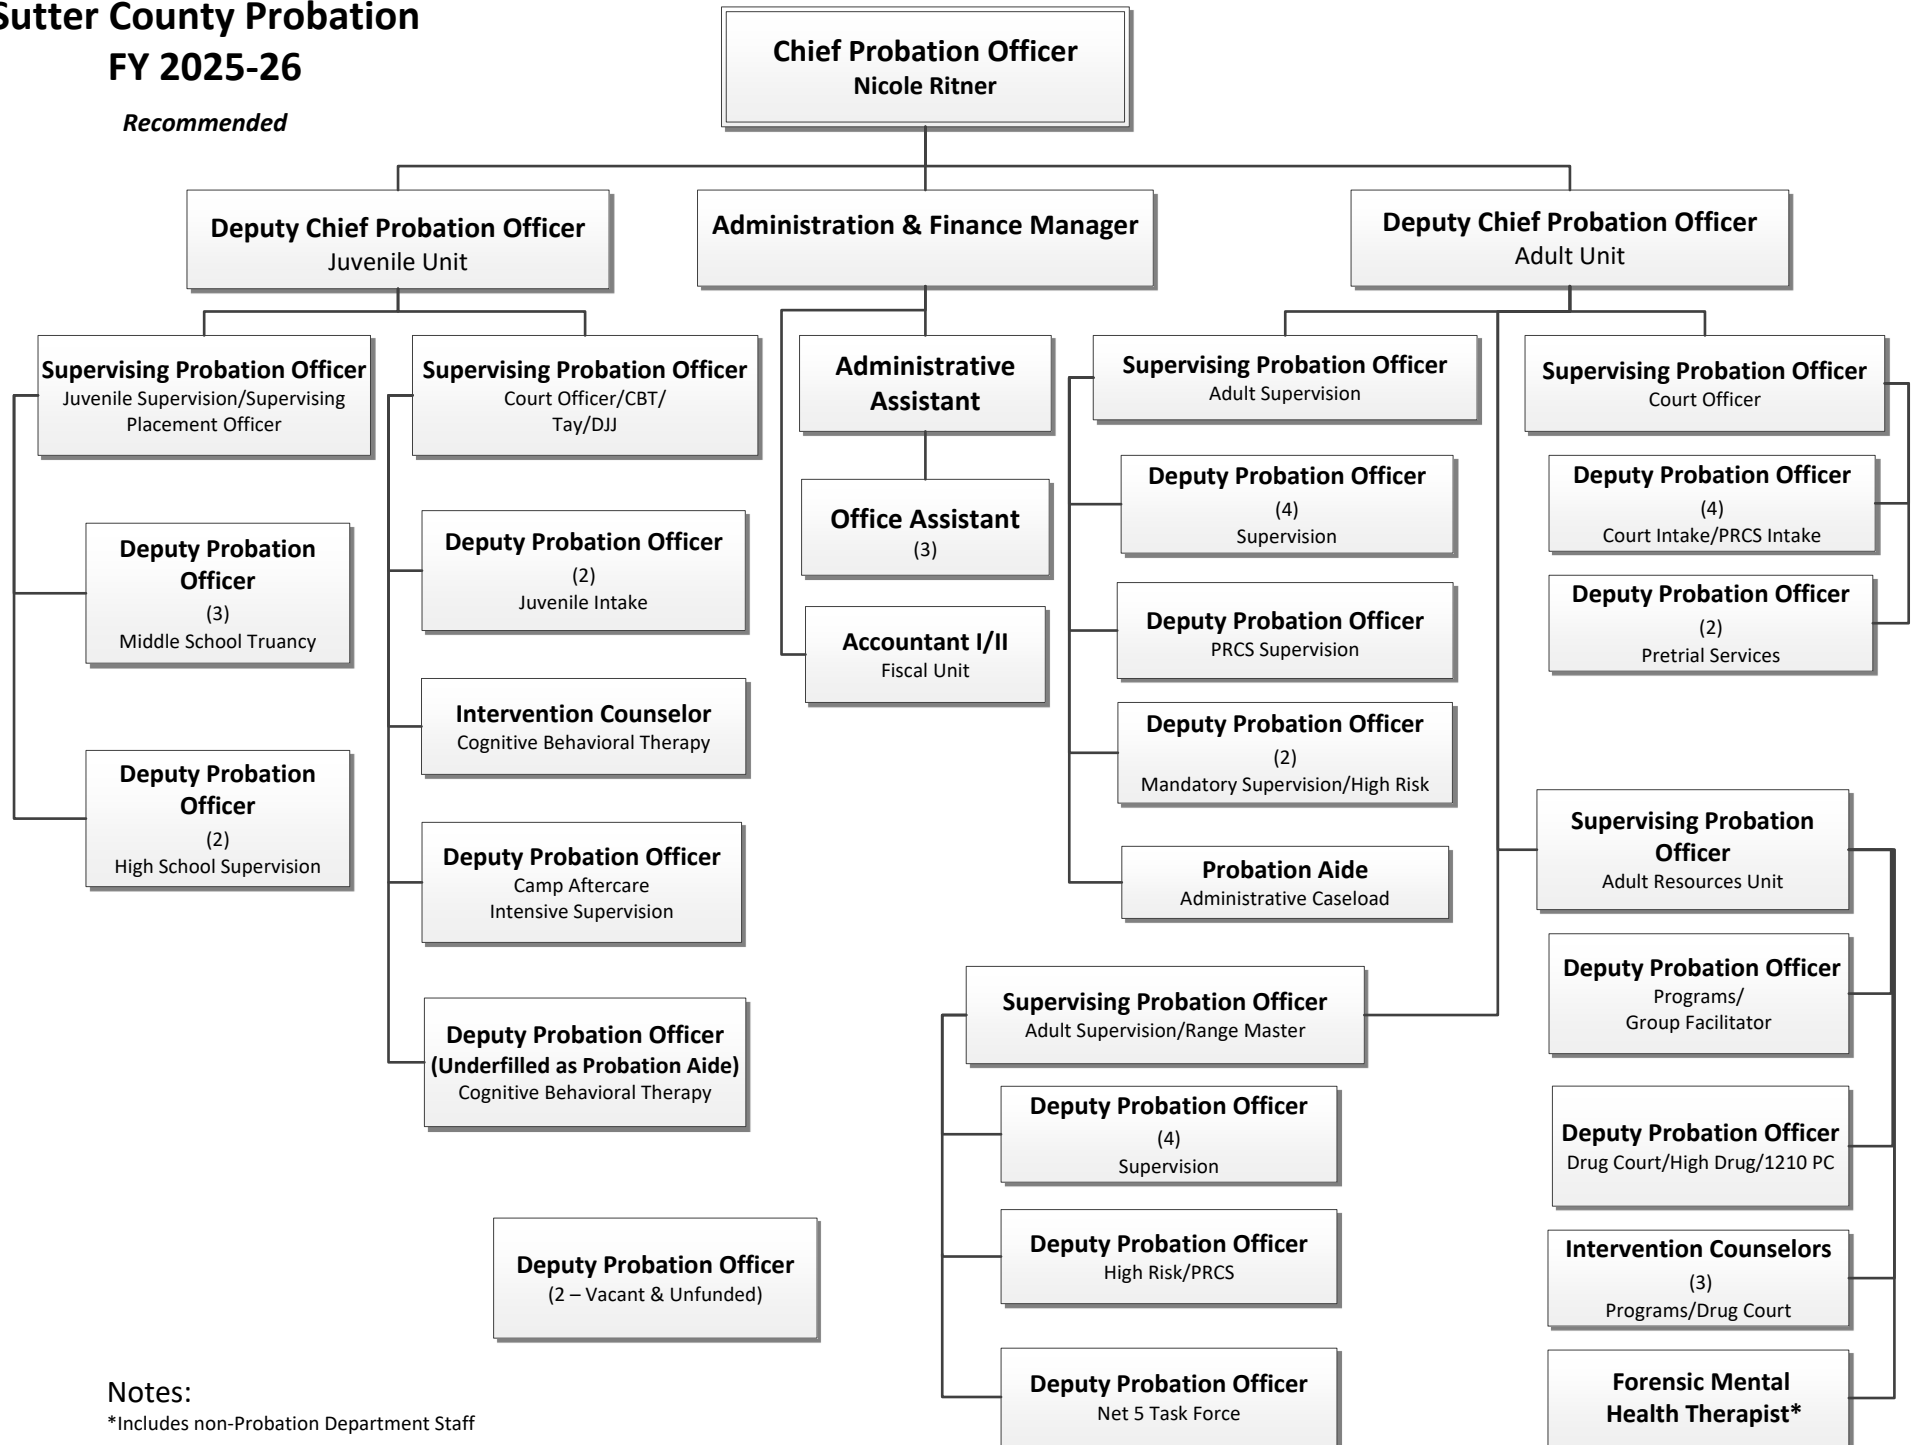 Sutter County Probation
FY 2025-26
Recommended
Chief Probation Officer
Nicole Ritner
Deputy Chief Probation Officer
Juvenile Unit
Administration & Finance Manager
Deputy Chief Probation Officer
Adult Unit
Supervising Probation Officer
Juvenile Supervision/Supervising
Placement Officer
Deputy Probation
Officer
(3)
Middle School Truancy
Deputy Probation
Officer
(2)
High School Supervision
Supervising Probation Officer
Court Officer/CBT/
Tay/DJJ
Deputy Probation Officer
(2)
Juvenile Intake
Intervention Counselor
Cognitive Behavioral Therapy
Deputy Probation Officer
Camp Aftercare
Intensive Supervision
Deputy Probation Officer
(Underfilled as Probation Aide)
Cognitive Behavioral Therapy
Administrative
Assistant
Office Assistant
(3)
Accountant I/II
Fiscal Unit
Supervising Probation Officer
Adult Supervision
Deputy Probation Officer
(4)
Supervision
Deputy Probation Officer
PRCS Supervision
Deputy Probation Officer
(2)
Mandatory Supervision/High Risk
Probation Aide
Administrative Caseload
Supervising Probation Officer
Court Officer
Deputy Probation Officer
(4)
Court Intake/PRCS Intake
Deputy Probation Officer
(2)
Pretrial Services
Supervising Probation
Officer
Adult Resources Unit
Deputy Probation Officer
Programs/
Group Facilitator
Deputy Probation Officer
Drug Court/High Drug/1210 PC
Intervention Counselors
(3)
Programs/Drug Court
Forensic Mental
Health Therapist*
Supervising Probation Officer
Adult Supervision/Range Master
Deputy Probation Officer
(4)
Supervision
Deputy Probation Officer
High Risk/PRCS
Deputy Probation Officer
Net 5 Task Force
Deputy Probation Officer
(2 – Vacant & Unfunded)
Notes:
*Includes non-Probation Department Staff